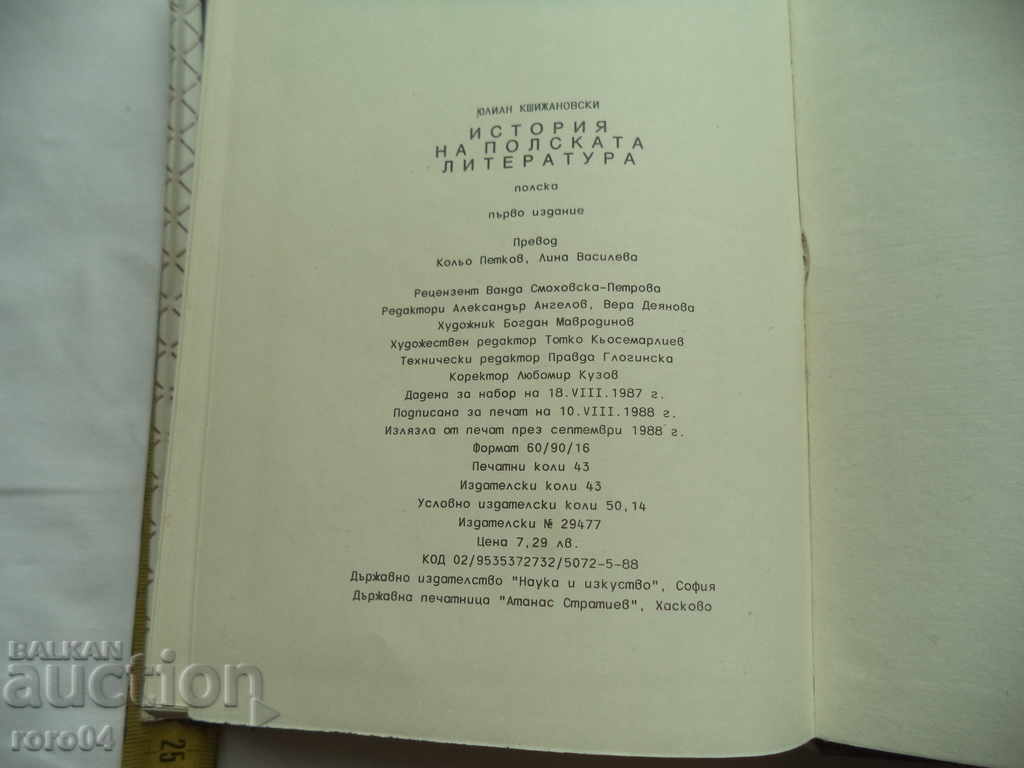 ЮЛИАН КШИЖАНОВСКИ
ИСТОРИЯ
НА ПОЛСКАТА
ЛИТЕРАТУРА
полска
първо издание
Превод
Кольо Петков, Лина Василева
Рецензент Ванда Смоховска-Петрова
Редактори Александър Ангелов, Вера Деянова
Художник Богдан Мавродинов
Художествен редактор Тотко Кьосемарлиев
Технически редактор Правда Глогинска
Коректор Любомир Кузов
Дадена за набор на 18.VIII.1987 г.
Подписана за печат на 10.VIII.1988 г.
Излязла от печат през септември 1988 г.
Формат 60/90/16
Печатни коли 43
Издателски коли 43
Условно издателски коли 50,14
Издателски № 29477
Цена 7,29 лв.
КОД 02/9535372732/5072-5-88
Държавно издателство "Наука и изкуство", София
Държавна печатница "Атанас Стратиев", Хасково
BALKAN
auction
roro04
25